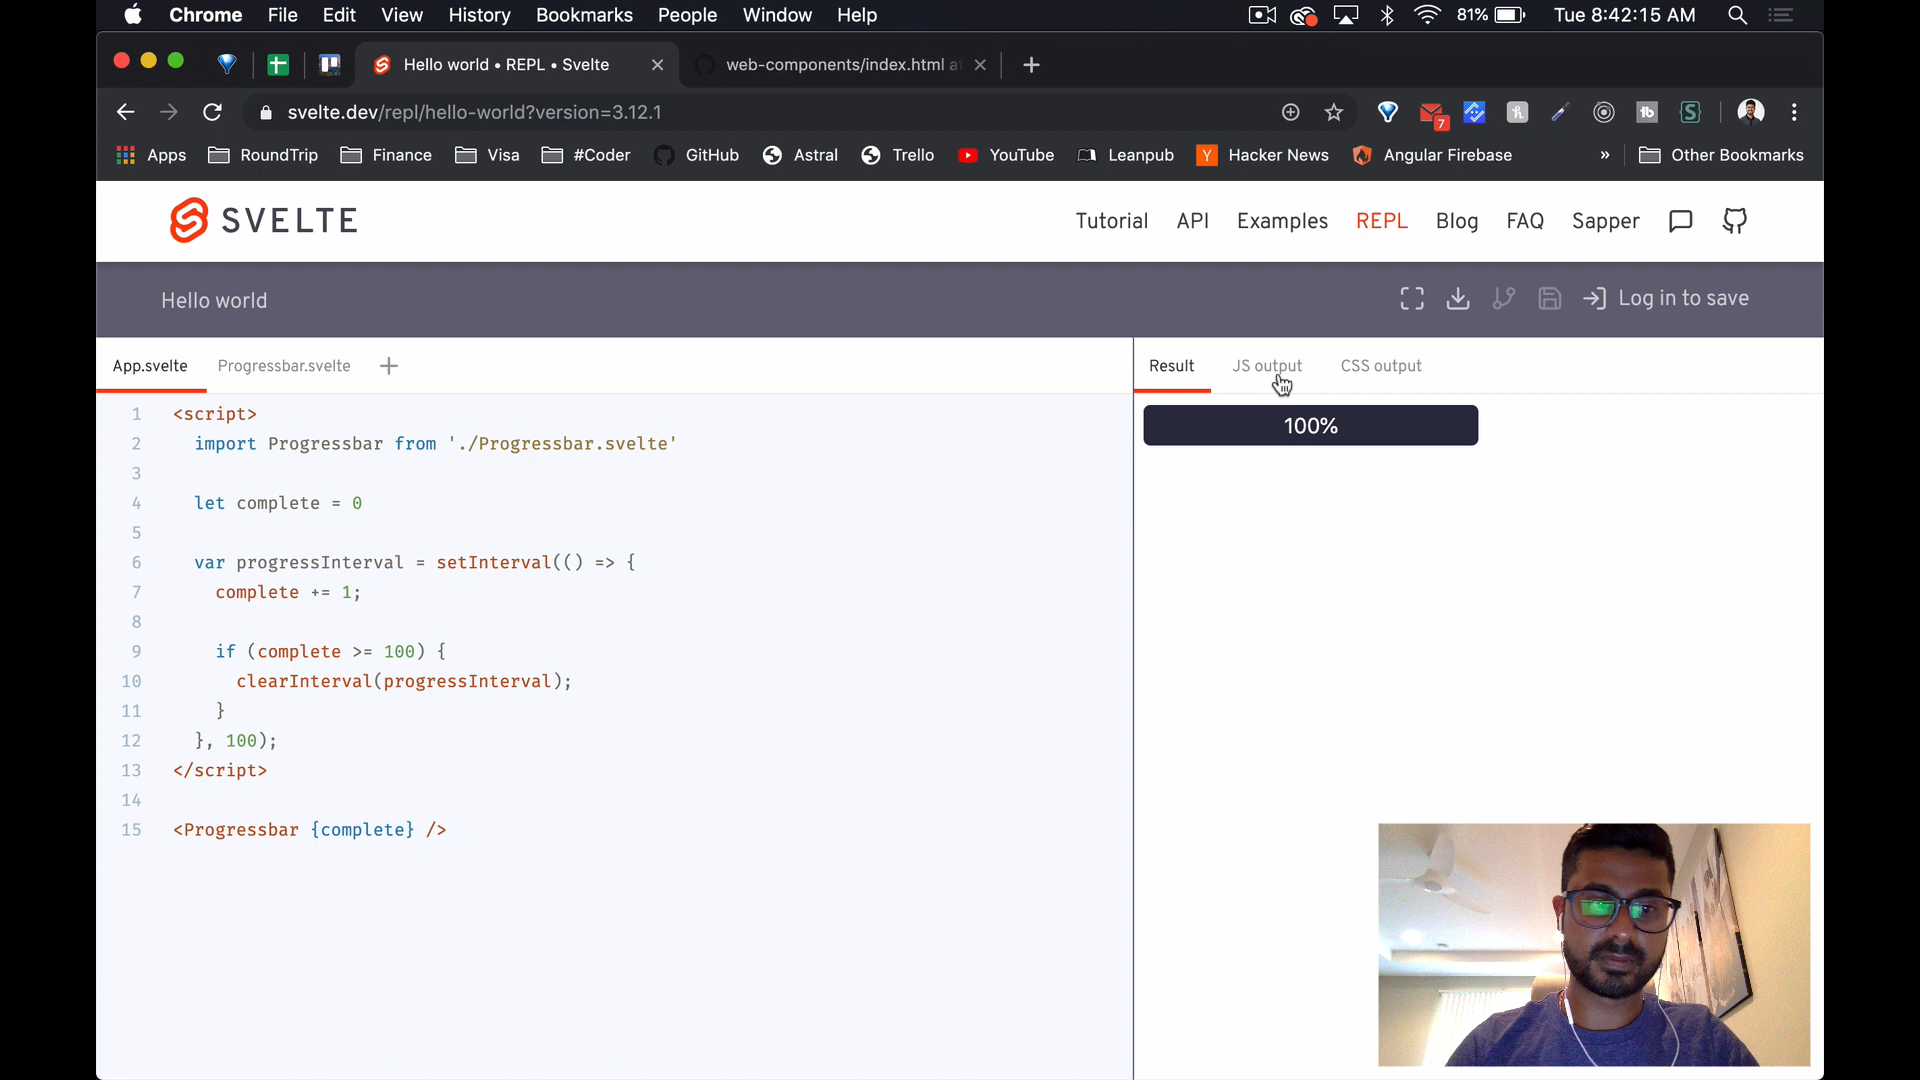 Chrome File Edit View History Bookmarks People Window Help 81% Tue 8:42:15 AM
Hello world • REPL • Svelte web-components/index.html a
svelte.dev/repl/hello-world?version=3.12.1 7 tb
Apps RoundTrip Finance Visa #Coder GitHub Astral Trello YouTube Leanpub Y Hacker News Angular Firebase » Other Bookmarks
SVELTE Tutorial API Examples REPL Blog FAQ Sapper
Hello world Log in to save
App.svelte Progressbar.svelte + Result JS output CSS output
1 <script>
2 import Progressbar from './Progressbar.svelte'
3
4 let complete = 0
5
6 var progressInterval = setInterval(() => {
7 complete += 1;
8
9 if (complete >= 100) {
10 clearInterval(progressInterval);
11 }
12 }, 100);
13 </script>
14
15 <Progressbar {complete} />
100%